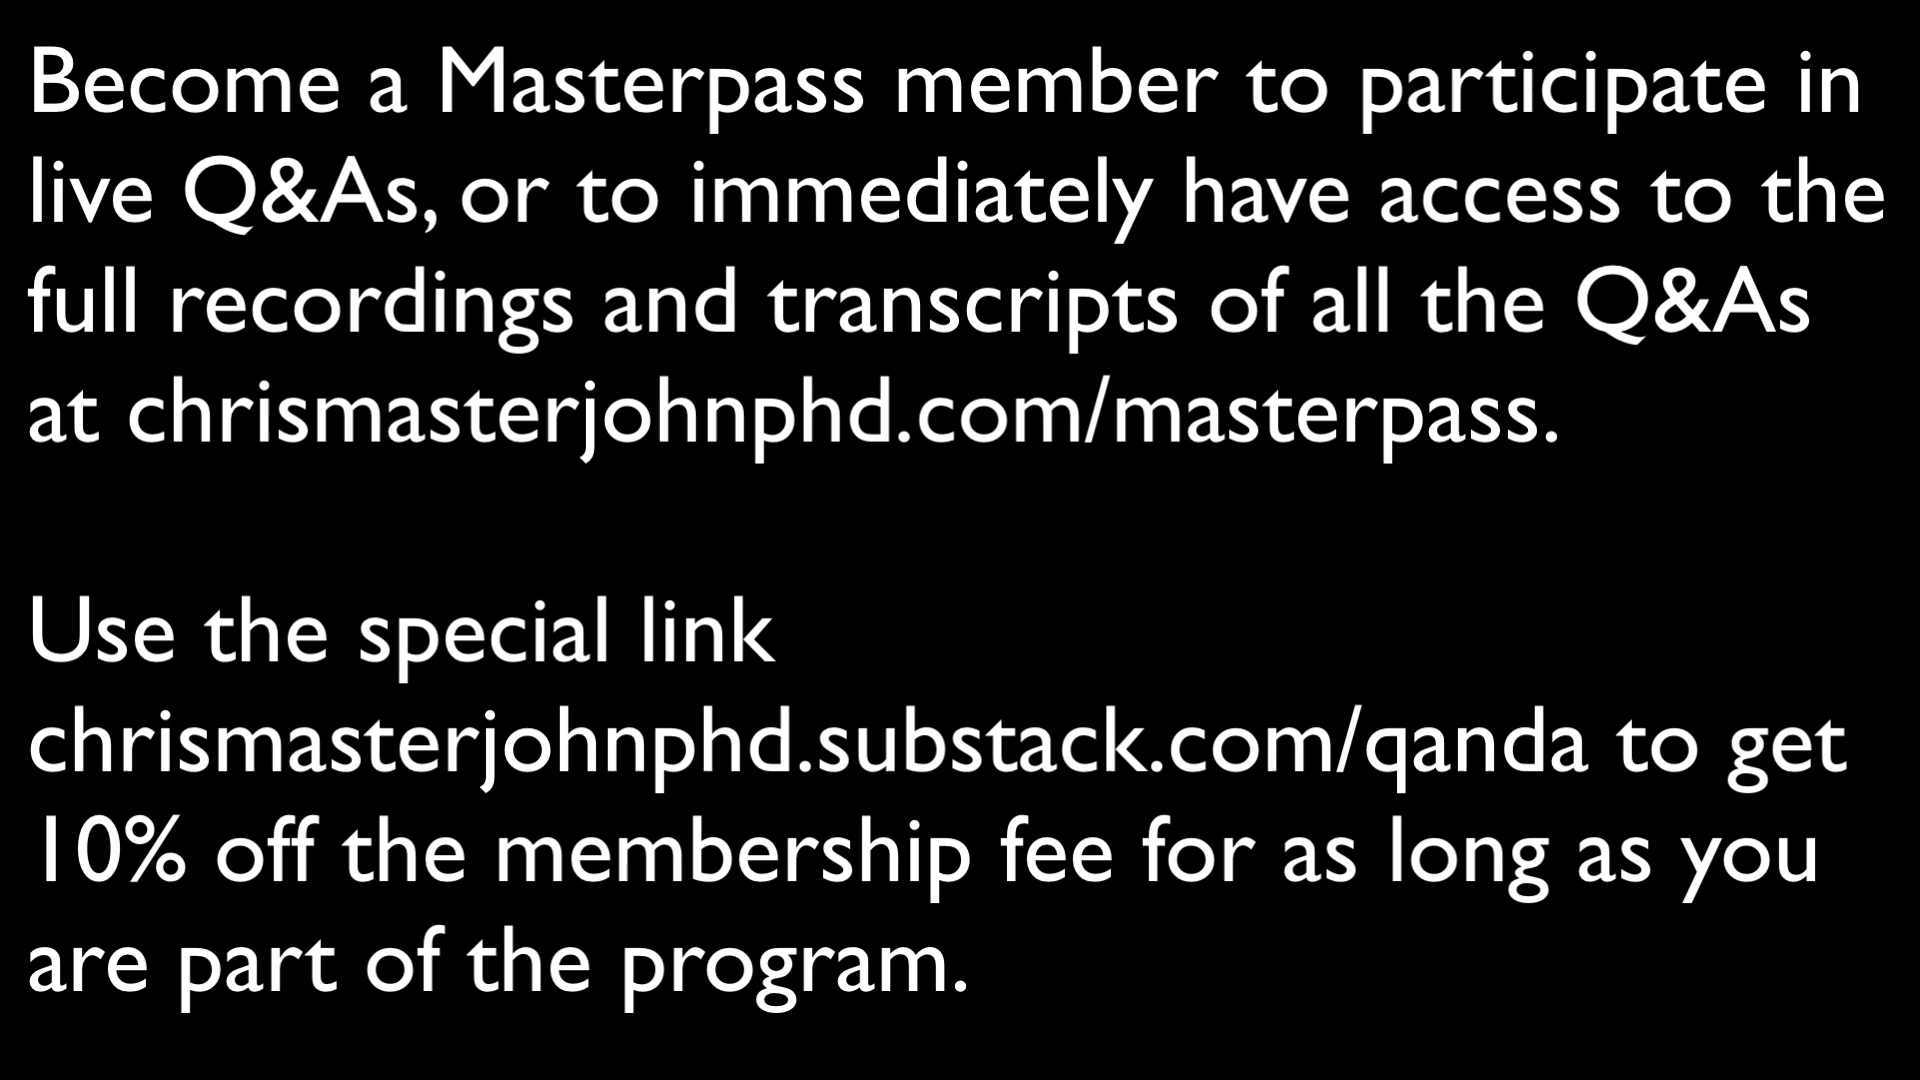 Become a Masterpass member to participate in
live Q&As, or to immediately have access to the
full recordings and transcripts of all the Q&As
at chrismasterjohnphd.com/masterpass.
Use the special link
chrismasterjohnphd.substack.com/qanda to get
10% off the membership fee for as long as you
are part of the program.